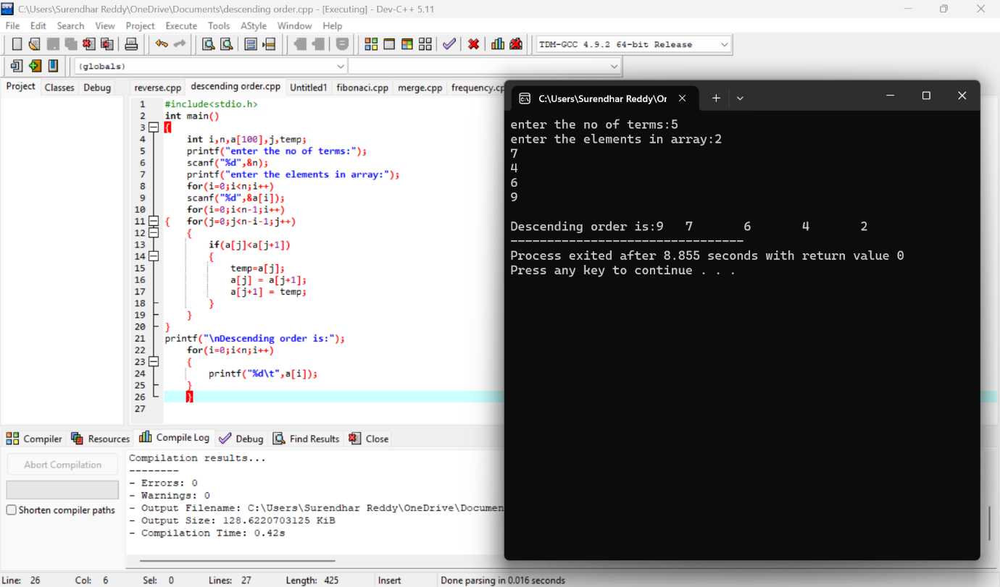 C:\Users\Surendhar Reddy\OneDrive\Documents\descending order.cpp - [Executing] - Dev-C++ 5.11
File Edit Search View Project Execute Tools AStyle Window Help
TDM-GCC 4.9.2 64-bit Release
(globals)
Project Classes Debug
reverse.cpp descending order.cpp Untitled1 fibonaci.cpp merge.cpp frequency.cp
1 #include<stdio.h>
2 int main()
3 {
4 int i,n,a[100],j,temp;
5 printf("enter the no of terms:");
6 scanf("%d",&n);
7 printf("enter the elements in array:");
8 for(i=0;i<n;i++)
9 scanf("%d",&a[i]);
10 for(i=0;i<n-1;i++)
11 { for(j=0;j<n-i-1;j++)
12 {
13 if(a[j]<a[j+1])
14 {
15 temp=a[j];
16 a[j] = a[j+1];
17 a[j+1] = temp;
18 }
19 }
20 }
21 printf("\nDescending order is:");
22 for(i=0;i<n;i++)
23 {
24 printf("%d\t",a[i]);
25 }
26 }
27
C:\Users\Surendhar Reddy\Or
enter the no of terms:5
enter the elements in array:2
7
4
6
9
Descending order is:9 7 6 4 2
--------------------------------
Process exited after 8.855 seconds with return value 0
Press any key to continue . . .
Compiler Resources Compile Log Debug Find Results Close
Abort Compilation
Shorten compiler paths
Compilation results...
--------
- Errors: 0
- Warnings: 0
- Output Filename: C:\Users\Surendhar Reddy\OneDrive\Documen
- Output Size: 128.6220703125 KiB
- Compilation Time: 0.42s
Line: 26 Col: 6 Sel: 0 Lines: 27 Length: 425 Insert Done parsing in 0.016 seconds